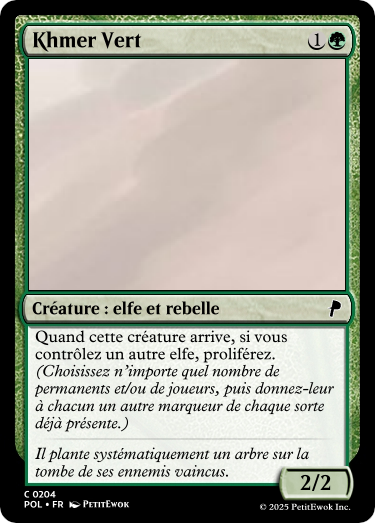 Khmer Vert
1
Créature : elfe et rebelle
Quand cette créature arrive, si vous
contrôlez un autre elfe, proliférez.
(Choisissez n'importe quel nombre de
permanents et/ou de joueurs, puis donnez-leur
à chacun un autre marqueur de chaque sorte
déjà présente.)
Il plante systématiquement un arbre sur la
tombe de ses ennemis vaincus.
2/2
C 0204
POL • FR PetitEwok
© 2025 PetitEwok Inc.